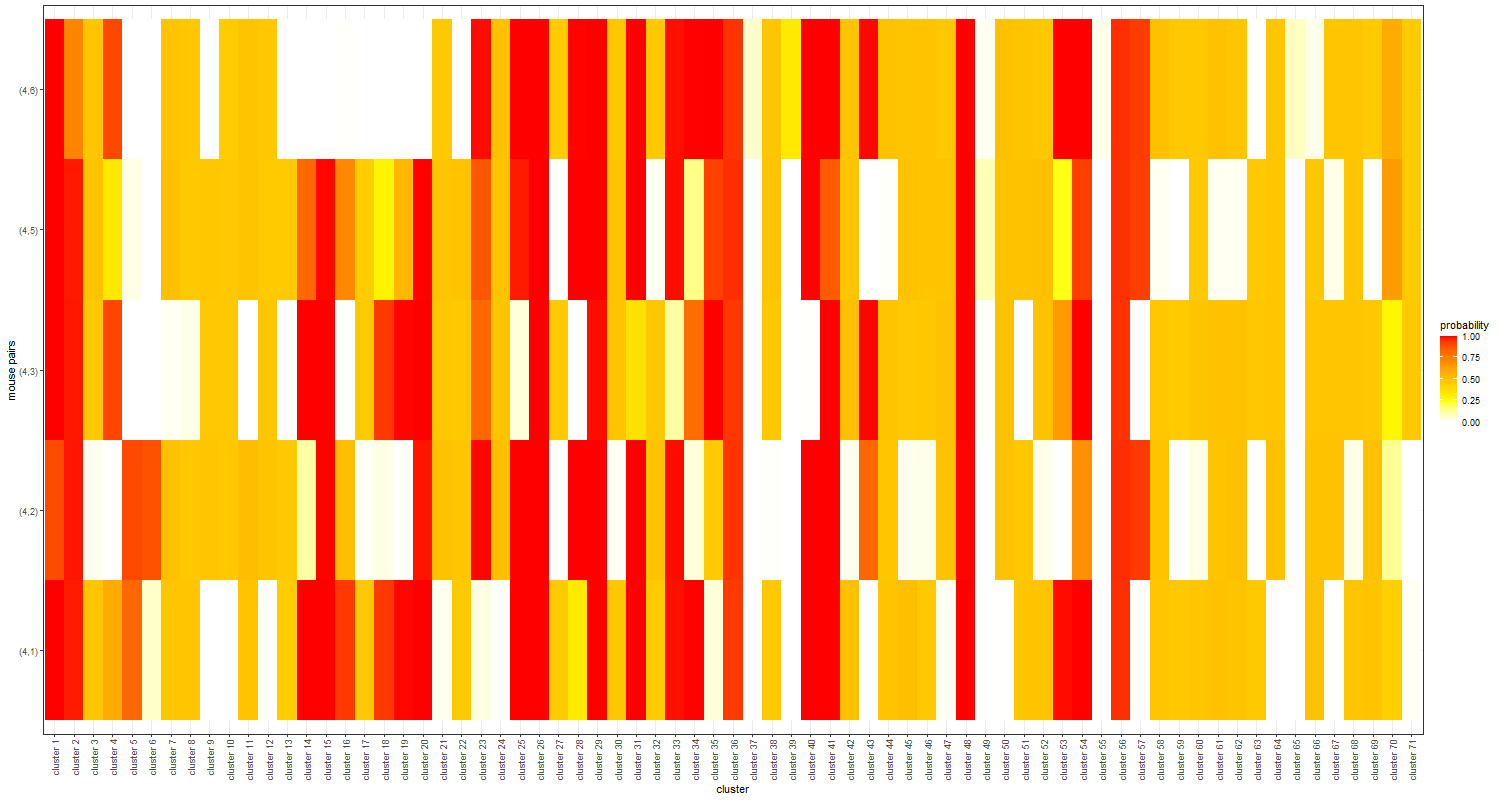 (4,6)
(4,5)
(4,3)
(4,2)
(4,1)
mouse pairs
cluster 1
cluster 2
cluster 3
cluster 4
cluster 5
cluster 6
cluster 7
cluster 8
cluster 9
cluster 10
cluster 11
cluster 12
cluster 13
cluster 14
cluster 15
cluster 16
cluster 17
cluster 18
cluster 19
cluster 20
cluster 21
cluster 22
cluster 23
cluster 24
cluster 25
cluster 26
cluster 27
cluster 28
cluster 29
cluster 30
cluster 31
cluster 32
cluster 33
cluster 34
cluster 35
cluster 36
cluster 37
cluster 38
cluster 39
cluster 40
cluster 41
cluster 42
cluster 43
cluster 44
cluster 45
cluster 46
cluster 47
cluster 48
cluster 49
cluster 50
cluster 51
cluster 52
cluster 53
cluster 54
cluster 55
cluster 56
cluster 57
cluster 58
cluster 59
cluster 60
cluster 61
cluster 62
cluster 63
cluster 64
cluster 65
cluster 66
cluster 67
cluster 68
cluster 69
cluster 70
cluster 71
cluster
probability
1.00
0.75
0.50
0.25
0.00